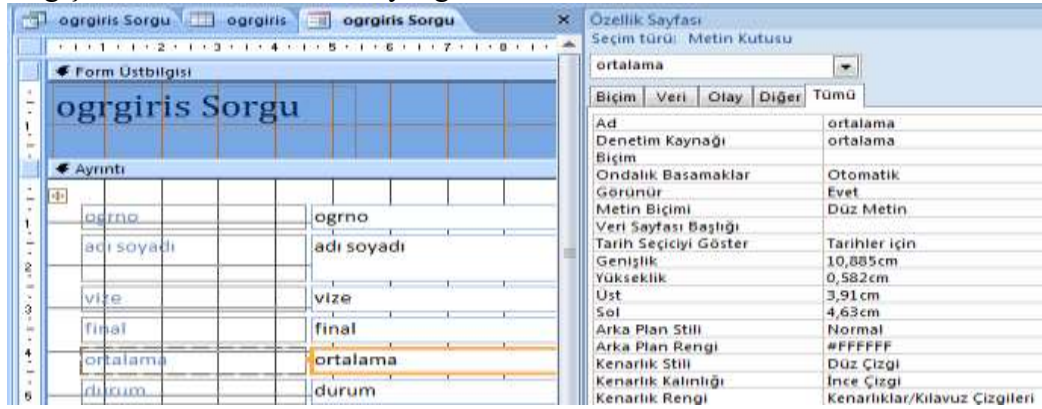 ogrgiris Sorgu ogrgiris ogrgiris Sorgu
Form Üstbilgisi
ogrgiris Sorgu
Ayrıntı
ogrno ogrno
adı soyadı adı soyadı
vize vize
final final
ortalama ortalama
durum durum
Özellik Sayfası
Seçim türü: Metin Kutusu
ortalama
Biçim Veri Olay Diğer Tümü
Ad ortalama
Denetim Kaynağı ortalama
Biçim
Ondalık Basamaklar Otomatik
Görünür Evet
Metin Biçimi Düz Metin
Veri Sayfası Başlığı
Tarih Seçiciyi Göster Tarihler için
Genişlik 10,885cm
Yükseklik 0,582cm
Üst 3,91cm
Sol 4,63cm
Arka Plan Stili Normal
Arka Plan Rengi #FFFFFF
Kenarlık Stili Düz Çizgi
Kenarlık Kalınlığı İnce Çizgi
Kenarlık Rengi Kenarlıklar/Kılavuz Çizgileri